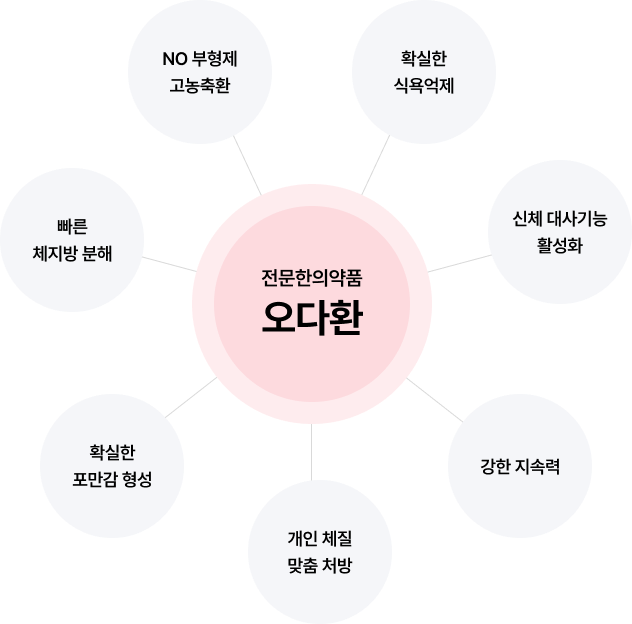 NO 부형제
고농축환
확실한
식욕억제
빠른
체지방 분해
신체 대사기능
활성화
전문한의약품
오다환
확실한
포만감 형성
강한 지속력
개인 체질
맞춤 처방